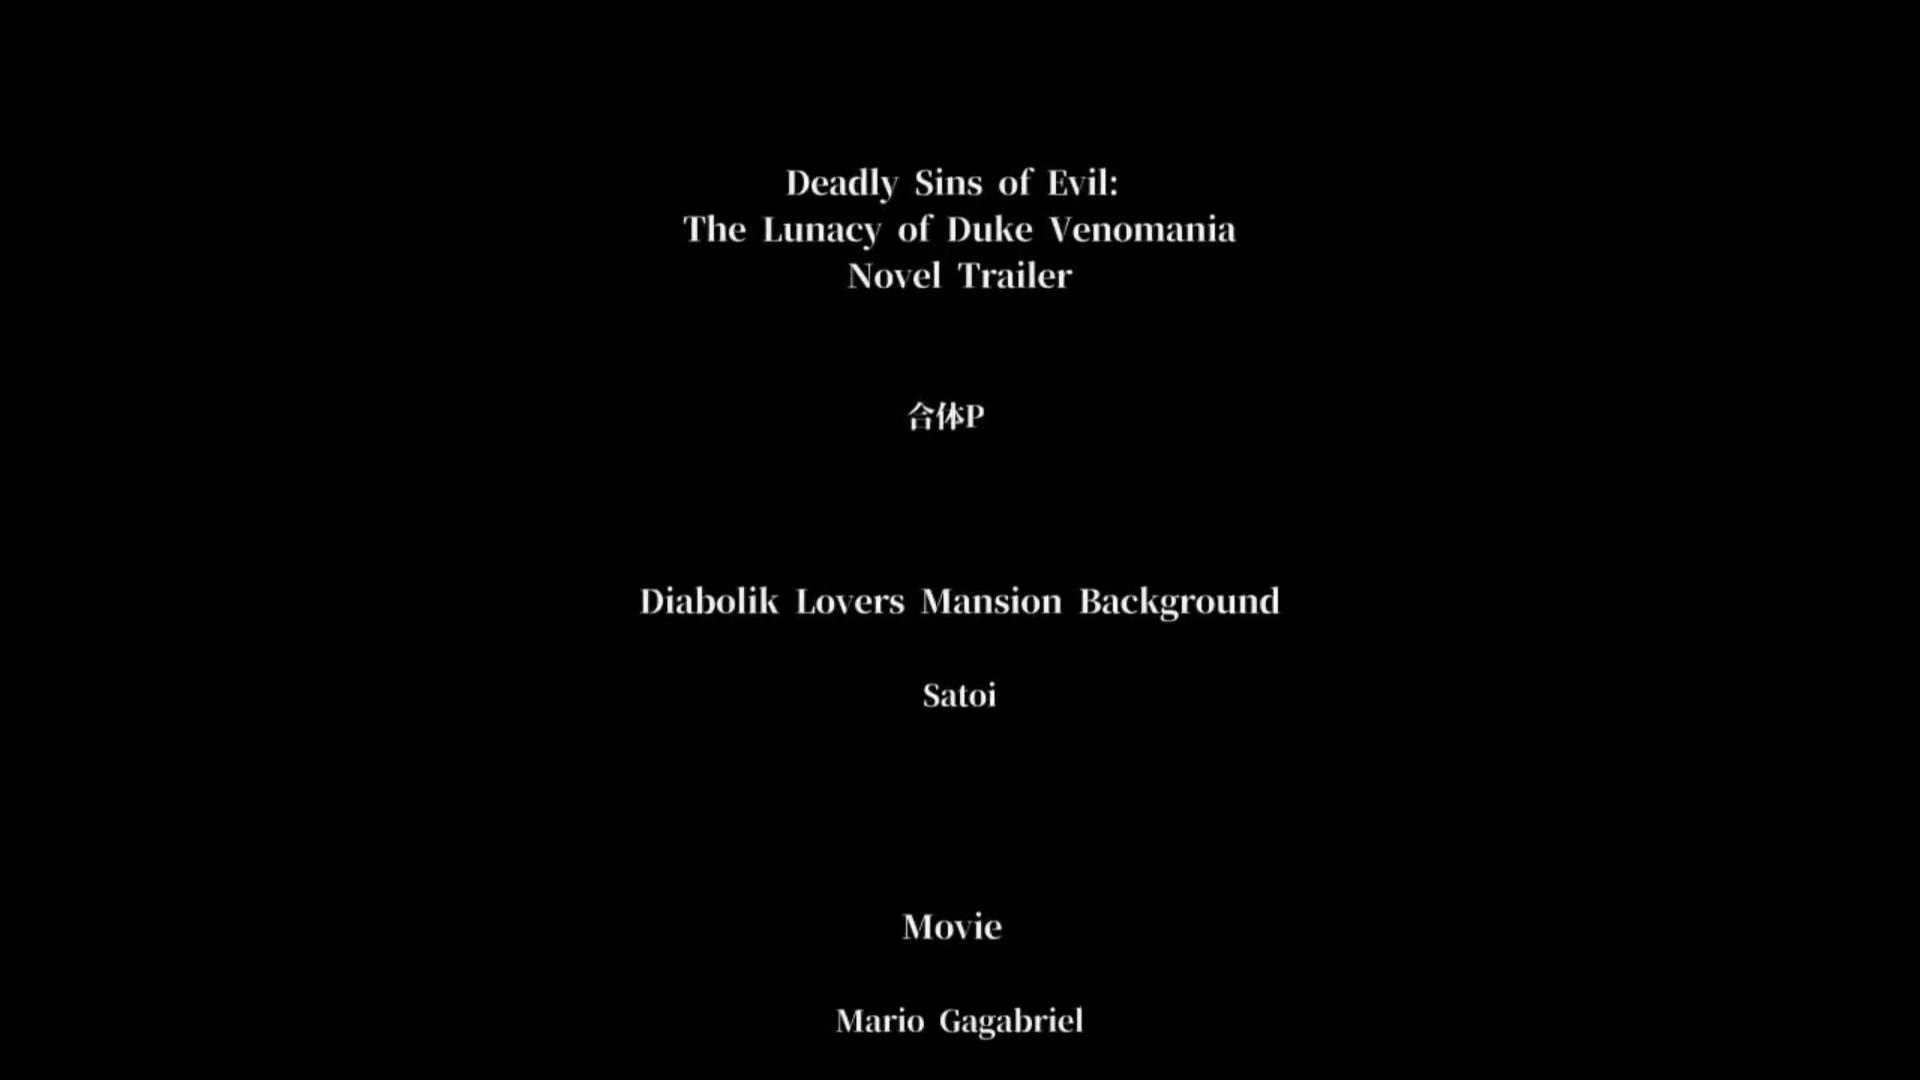 Deadly Sins of Evil:
The Lunacy of Duke Venomania
Novel Trailer
合体P
Diabolik Lovers Mansion Background
Satoi
Movie
Mario Gagabriel